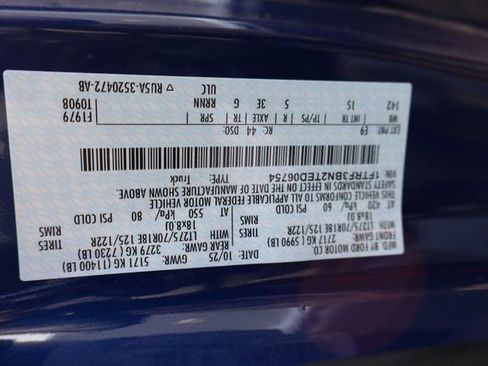 MFD. BY FORD MOTOR CO.
DATE: 10/25 GVWR: 5171 KG (11400 LB)
FRONT GAWR: 2717 KG (5990 LB) REAR GAWR: 3279 KG (7230 LB)
LT275/70R18E 125/122R TIRES LT275/70R18E 125/122R TIRES
18x8.0J RIMS 18x8.0J RIMS
AT 420 kPa/ 60 PSI COLD AT 550 kPa/ 80 PSI COLD
THIS VEHICLE CONFORMS TO ALL APPLICABLE FEDERAL MOTOR VEHICLE
SAFETY STANDARDS IN EFFECT ON THE DATE OF MANUFACTURE SHOWN ABOVE.
VIN: TYPE: Truck
EXT PNT: E9 RC: 44 DSO: F1979
WB INT TR TP/PS R AXLE TR SPR T0908
142 15 5 3E G RRNN
ULC ▽ RU5A-3520472-AB